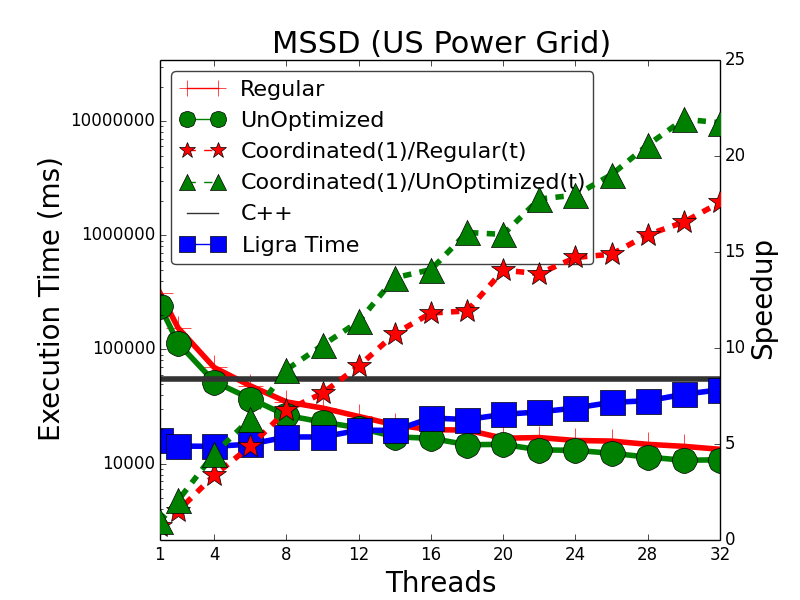 MSSD (US Power Grid)
Regular
UnOptimized
Coordinated(1)/Regular(t)
Coordinated(1)/UnOptimized(t)
C++
Ligra Time
Execution Time (ms)
10000000
1000000
100000
10000
25
20
15
10
5
0
Speedup
1 4 8 12 16 20 24 28 32
Threads